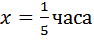 x = 1/5 часа